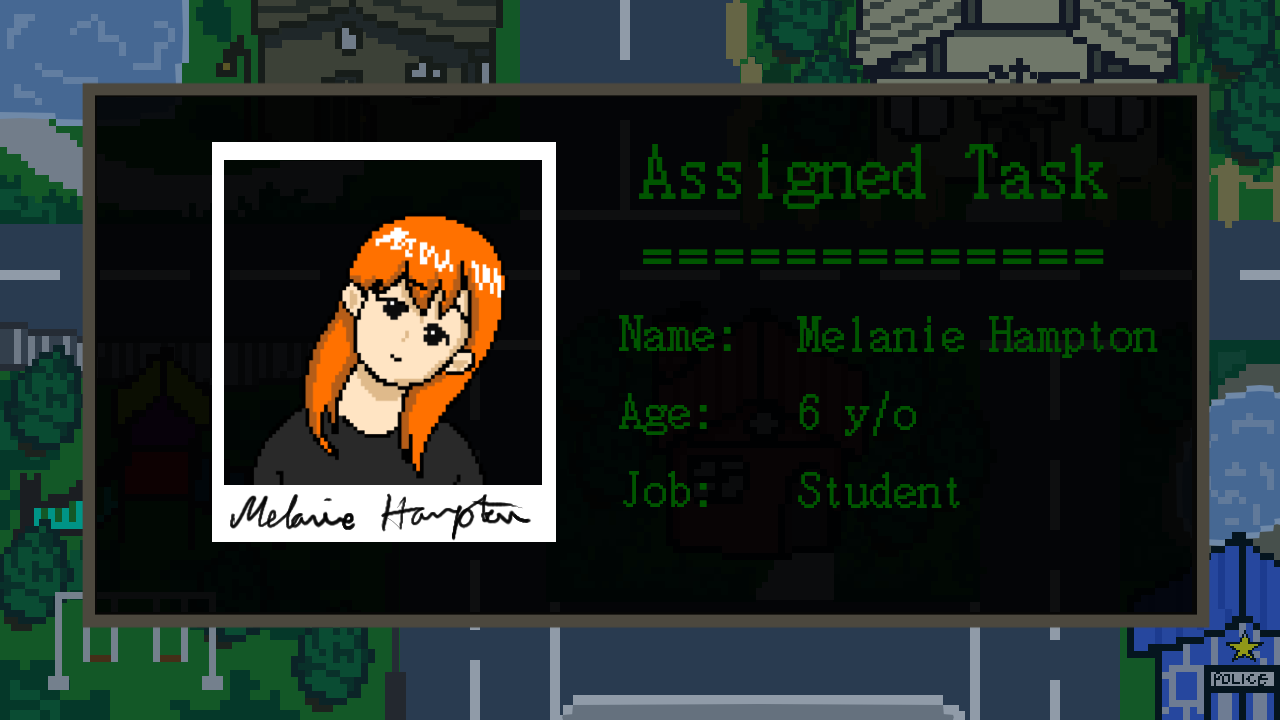 Assigned Task
=============
Name: Melanie Hampton
Age: 6 y/o
Job: Student
Melanie Hampton
POLICE